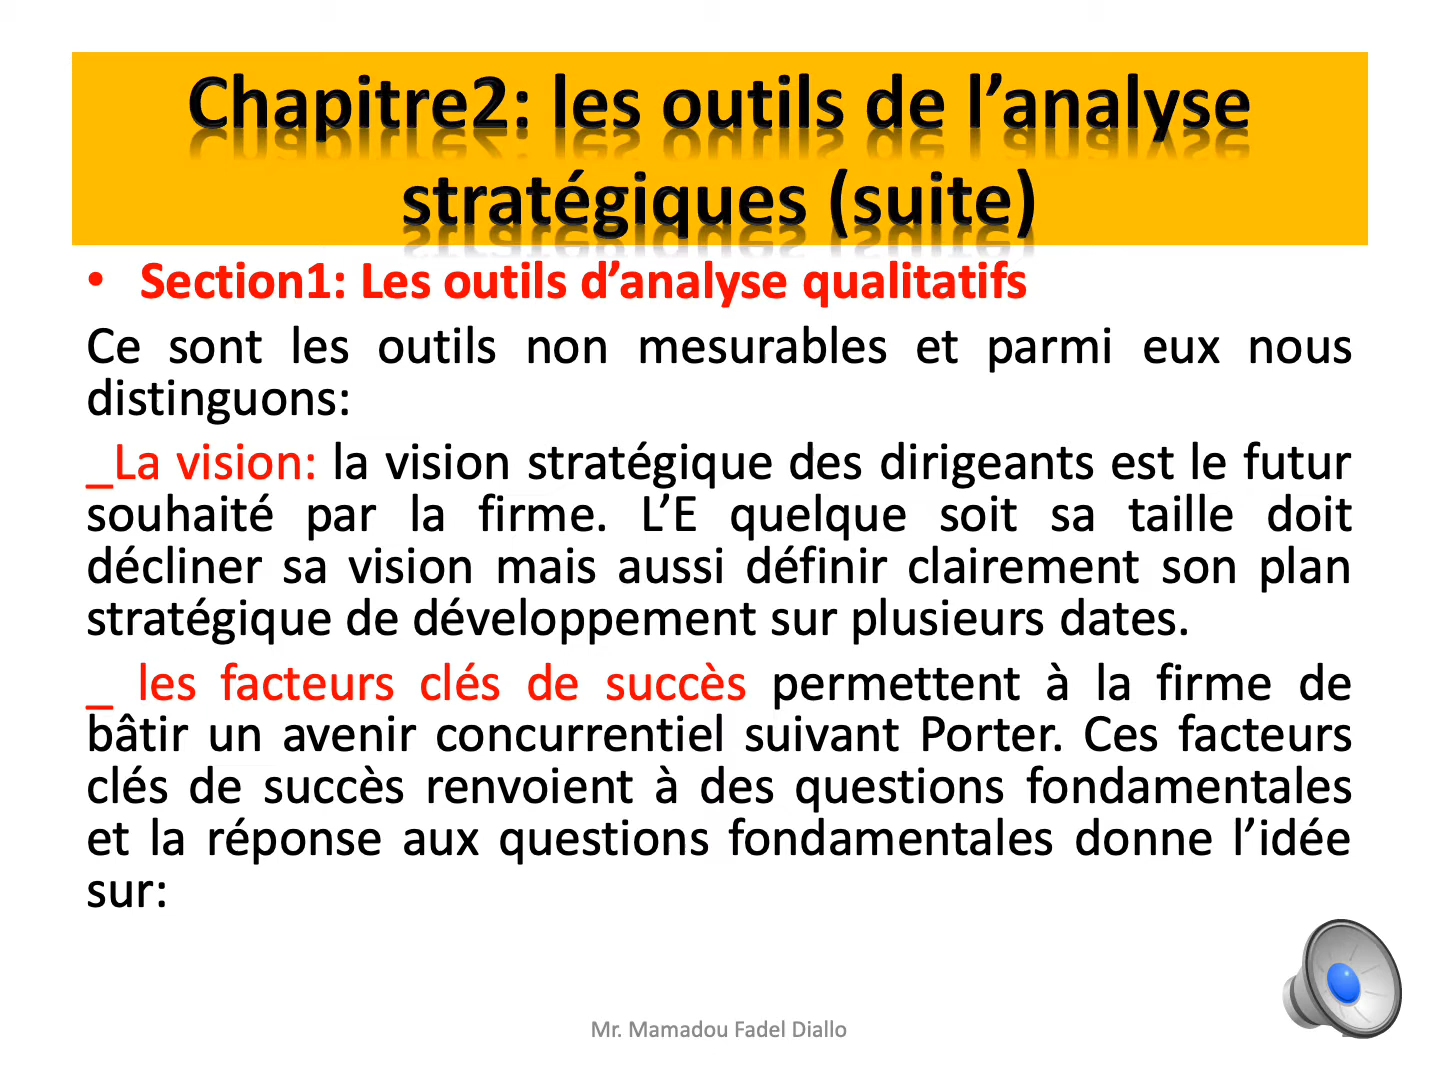 Chapitre2: les outils de l’analyse
stratégiques (suite)
• Section1: Les outils d’analyse qualitatifs
Ce sont les outils non mesurables et parmi eux nous
distinguons:
_La vision: la vision stratégique des dirigeants est le futur
souhaité par la firme. L’E quelque soit sa taille doit
décliner sa vision mais aussi définir clairement son plan
stratégique de développement sur plusieurs dates.
_ les facteurs clés de succès permettent à la firme de
bâtir un avenir concurrentiel suivant Porter. Ces facteurs
clés de succès renvoient à des questions fondamentales
et la réponse aux questions fondamentales donne l’idée
sur:
Mr. Mamadou Fadel Diallo